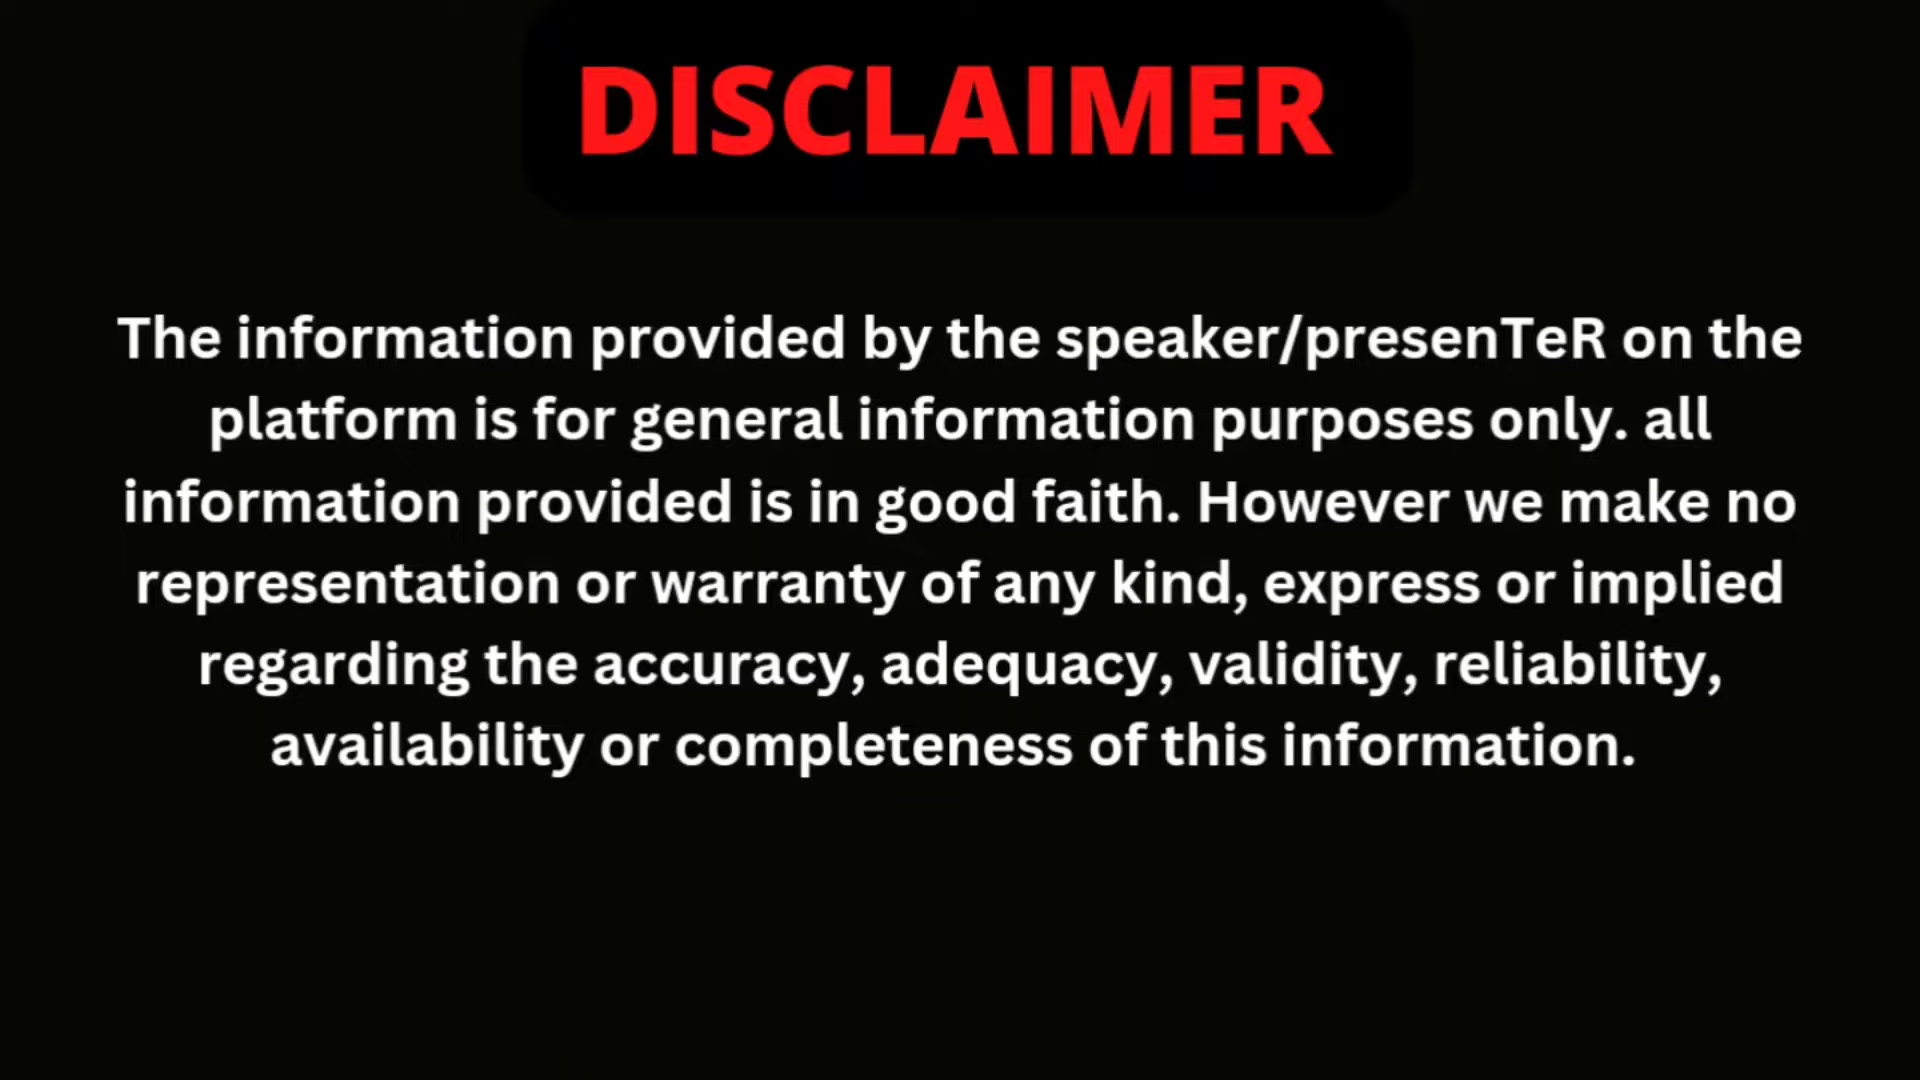 DISCLAIMER
The information provided by the speaker/presenTeR on the
platform is for general information purposes only. all
information provided is in good faith. However we make no
representation or warranty of any kind, express or implied
regarding the accuracy, adequacy, validity, reliability,
availability or completeness of this information.